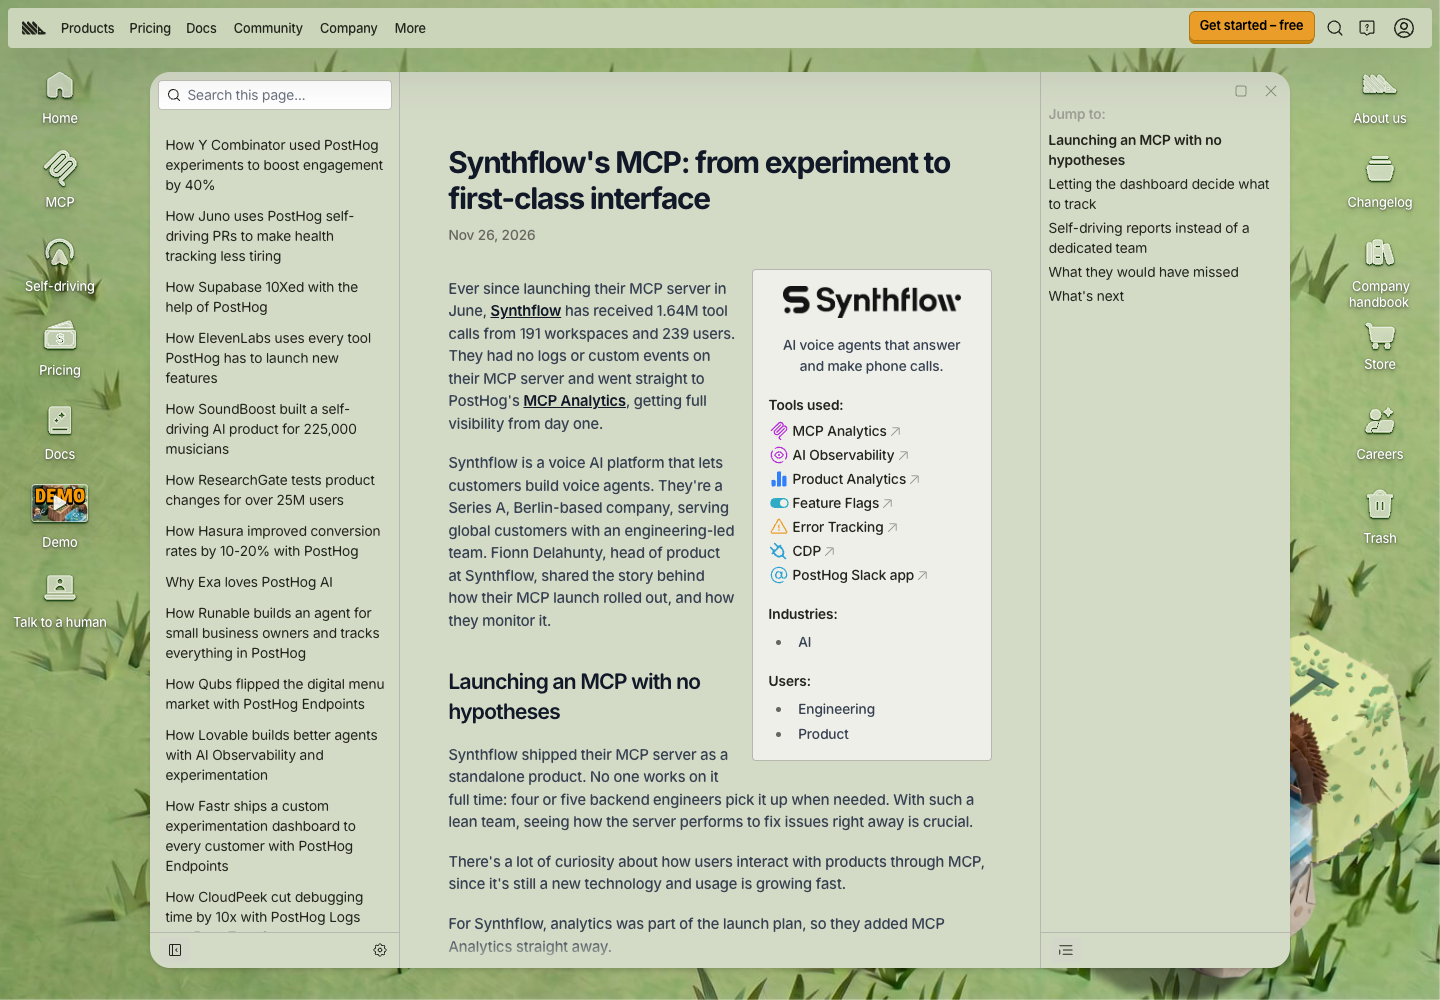 Products Pricing Docs Community Company More
Get started – free
Home
MCP
Self-driving
Pricing
Docs
DEMO
Demo
Talk to a human
Search this page...
How Y Combinator used PostHog
experiments to boost engagement
by 40%
How Juno uses PostHog self-
driving PRs to make health
tracking less tiring
How Supabase 10Xed with the
help of PostHog
How ElevenLabs uses every tool
PostHog has to launch new
features
How SoundBoost built a self-
driving AI product for 225,000
musicians
How ResearchGate tests product
changes for over 25M users
How Hasura improved conversion
rates by 10-20% with PostHog
Why Exa loves PostHog AI
How Runable builds an agent for
small business owners and tracks
everything in PostHog
How Qubs flipped the digital menu
market with PostHog Endpoints
How Lovable builds better agents
with AI Observability and
experimentation
How Fastr ships a custom
experimentation dashboard to
every customer with PostHog
Endpoints
How CloudPeek cut debugging
time by 10x with PostHog Logs
Synthflow's MCP: from experiment to
first-class interface
Nov 26, 2026
Ever since launching their MCP server in
June, Synthflow has received 1.64M tool
calls from 191 workspaces and 239 users.
They had no logs or custom events on
their MCP server and went straight to
PostHog's MCP Analytics, getting full
visibility from day one.
Synthflow is a voice AI platform that lets
customers build voice agents. They're a
Series A, Berlin-based company, serving
global customers with an engineering-led
team. Fionn Delahunty, head of product
at Synthflow, shared the story behind
how their MCP launch rolled out, and how
they monitor it.
Synthflow
AI voice agents that answer
and make phone calls.
Tools used:
MCP Analytics
AI Observability
Product Analytics
Feature Flags
Error Tracking
CDP
PostHog Slack app
Industries:
AI
Users:
Engineering
Product
Launching an MCP with no
hypotheses
Synthflow shipped their MCP server as a
standalone product. No one works on it
full time: four or five backend engineers pick it up when needed. With such a
lean team, seeing how the server performs to fix issues right away is crucial.
There's a lot of curiosity about how users interact with products through MCP,
since it's still a new technology and usage is growing fast.
For Synthflow, analytics was part of the launch plan, so they added MCP
Analytics straight away.
Jump to:
Launching an MCP with no
hypotheses
Letting the dashboard decide what
to track
Self-driving reports instead of a
dedicated team
What they would have missed
What's next
About us
Changelog
Company
handbook
Store
Careers
Trash